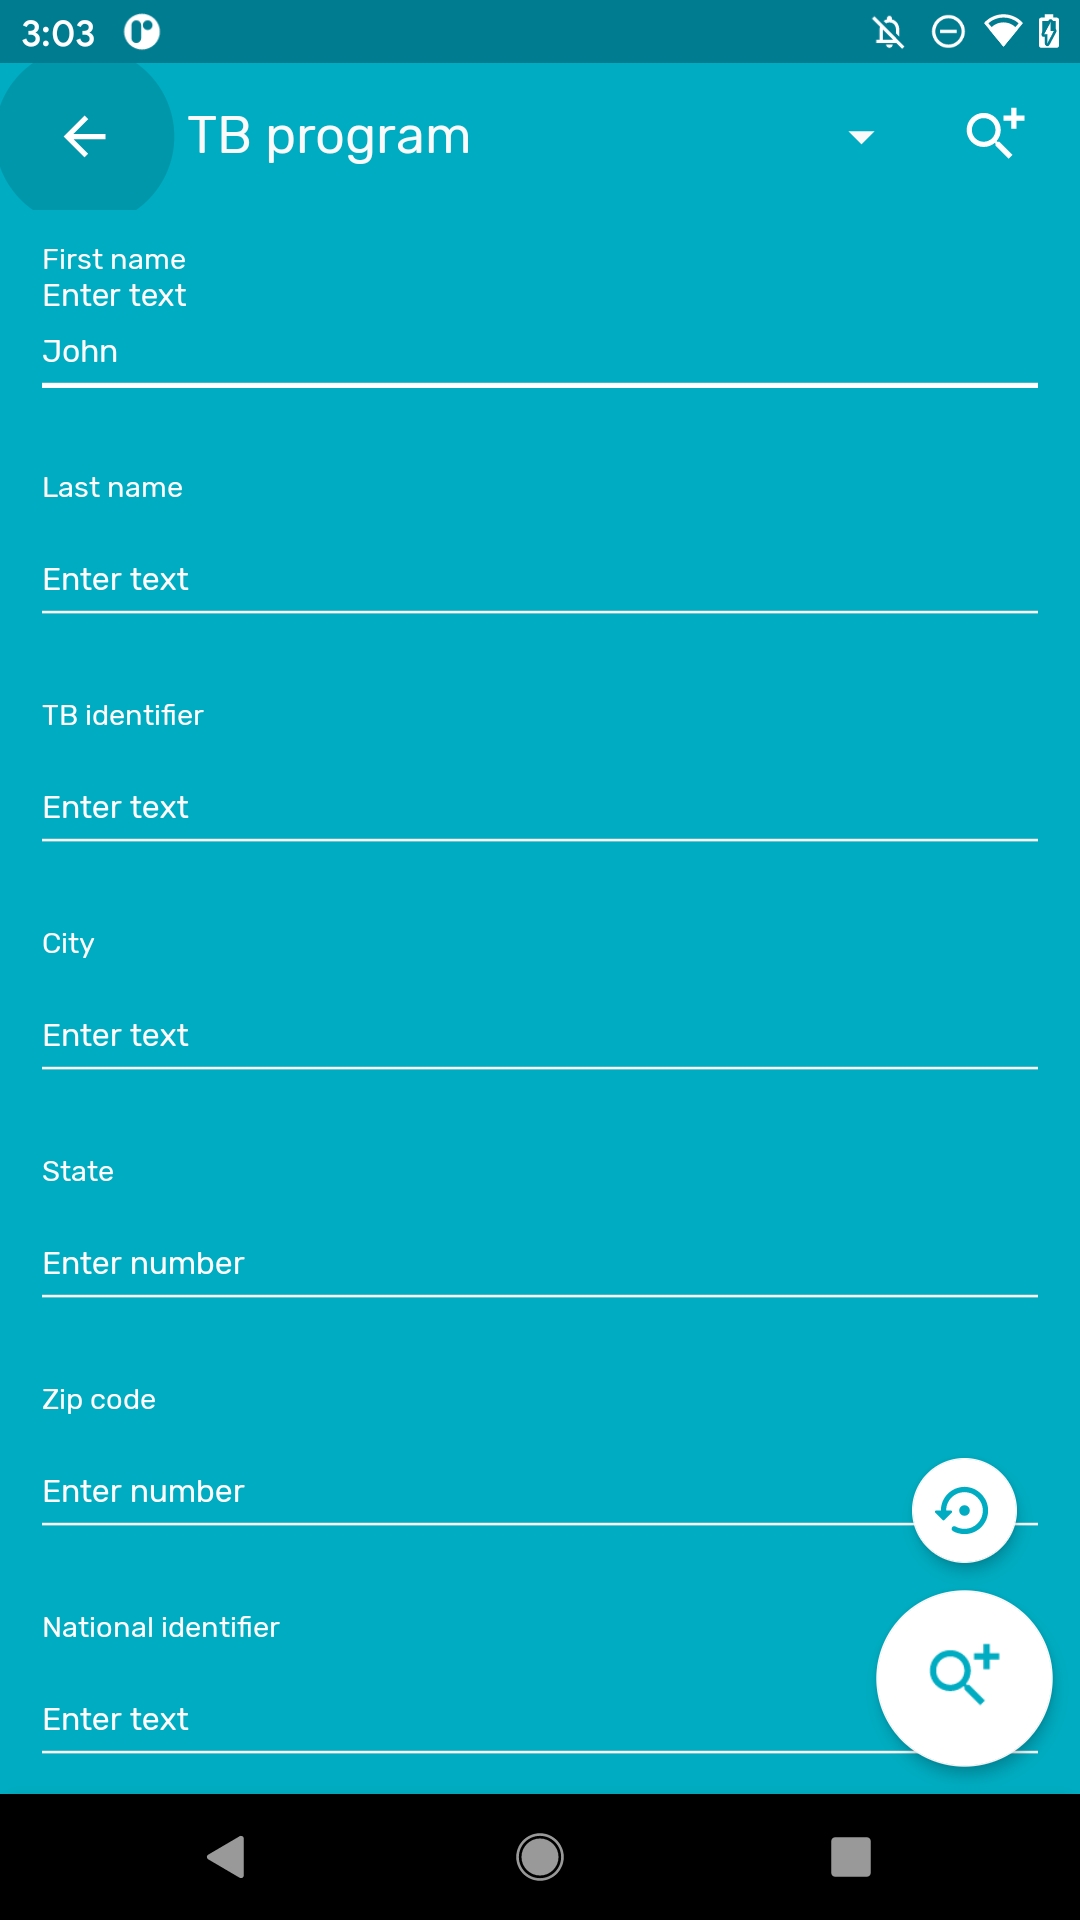 3:03
TB program
First name
Enter text
John
Last name
Enter text
TB identifier
Enter text
City
Enter text
State
Enter number
Zip code
Enter number
National identifier
Enter text